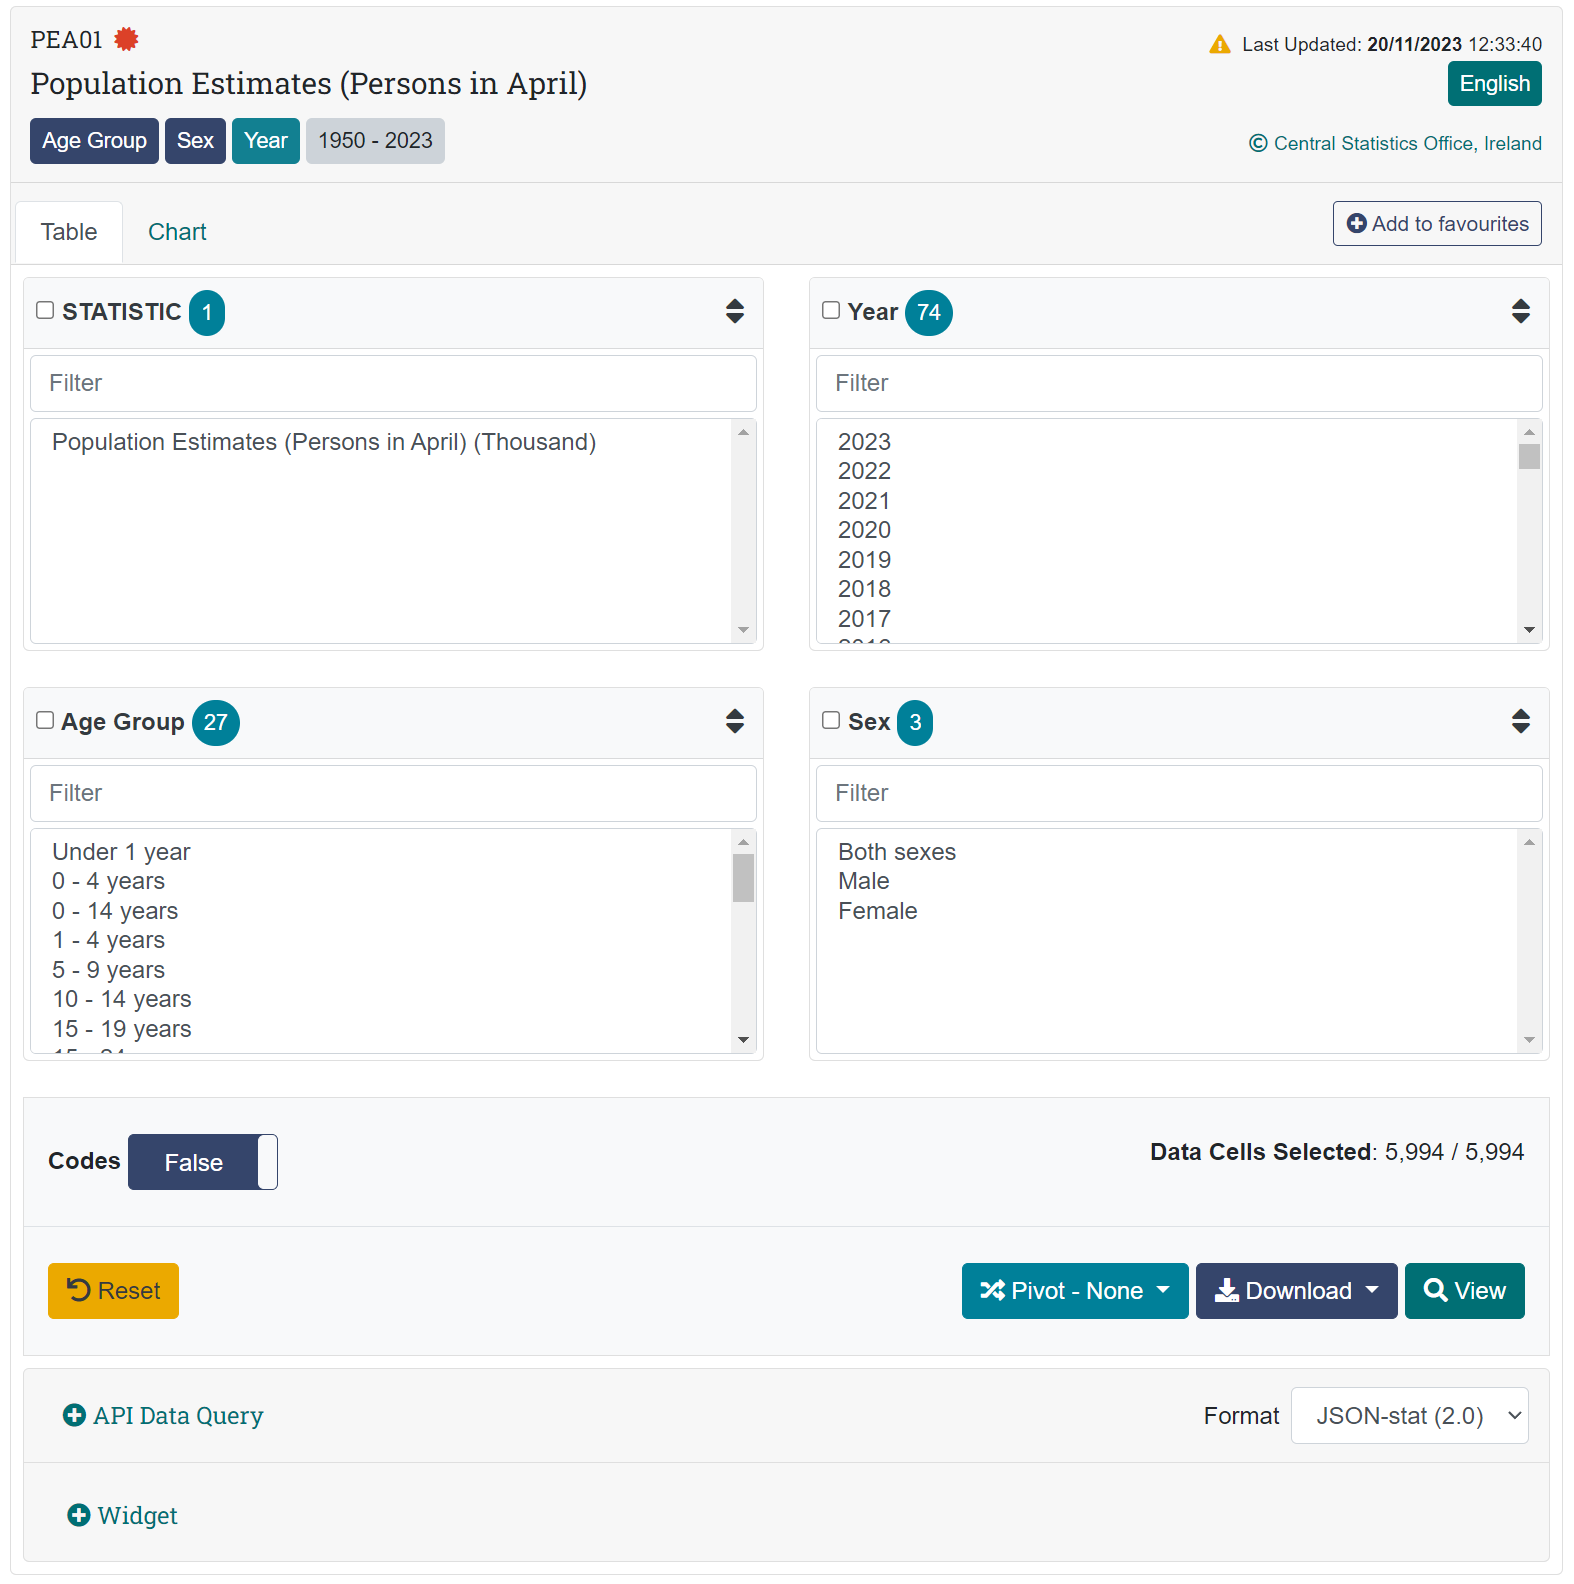 PEA01
Last Updated: 20/11/2023 12:33:40
Population Estimates (Persons in April)
English
Age Group Sex Year 1950 - 2023
© Central Statistics Office, Ireland
Table Chart
Add to favourites
STATISTIC 1
Filter
Population Estimates (Persons in April) (Thousand)
Year 74
Filter
2023
2022
2021
2020
2019
2018
2017
Age Group 27
Filter
Under 1 year
0 - 4 years
0 - 14 years
1 - 4 years
5 - 9 years
10 - 14 years
15 - 19 years
Sex 3
Filter
Both sexes
Male
Female
Codes False
Data Cells Selected: 5,994 / 5,994
Reset
Pivot - None
Download
View
API Data Query
Format JSON-stat (2.0)
Widget